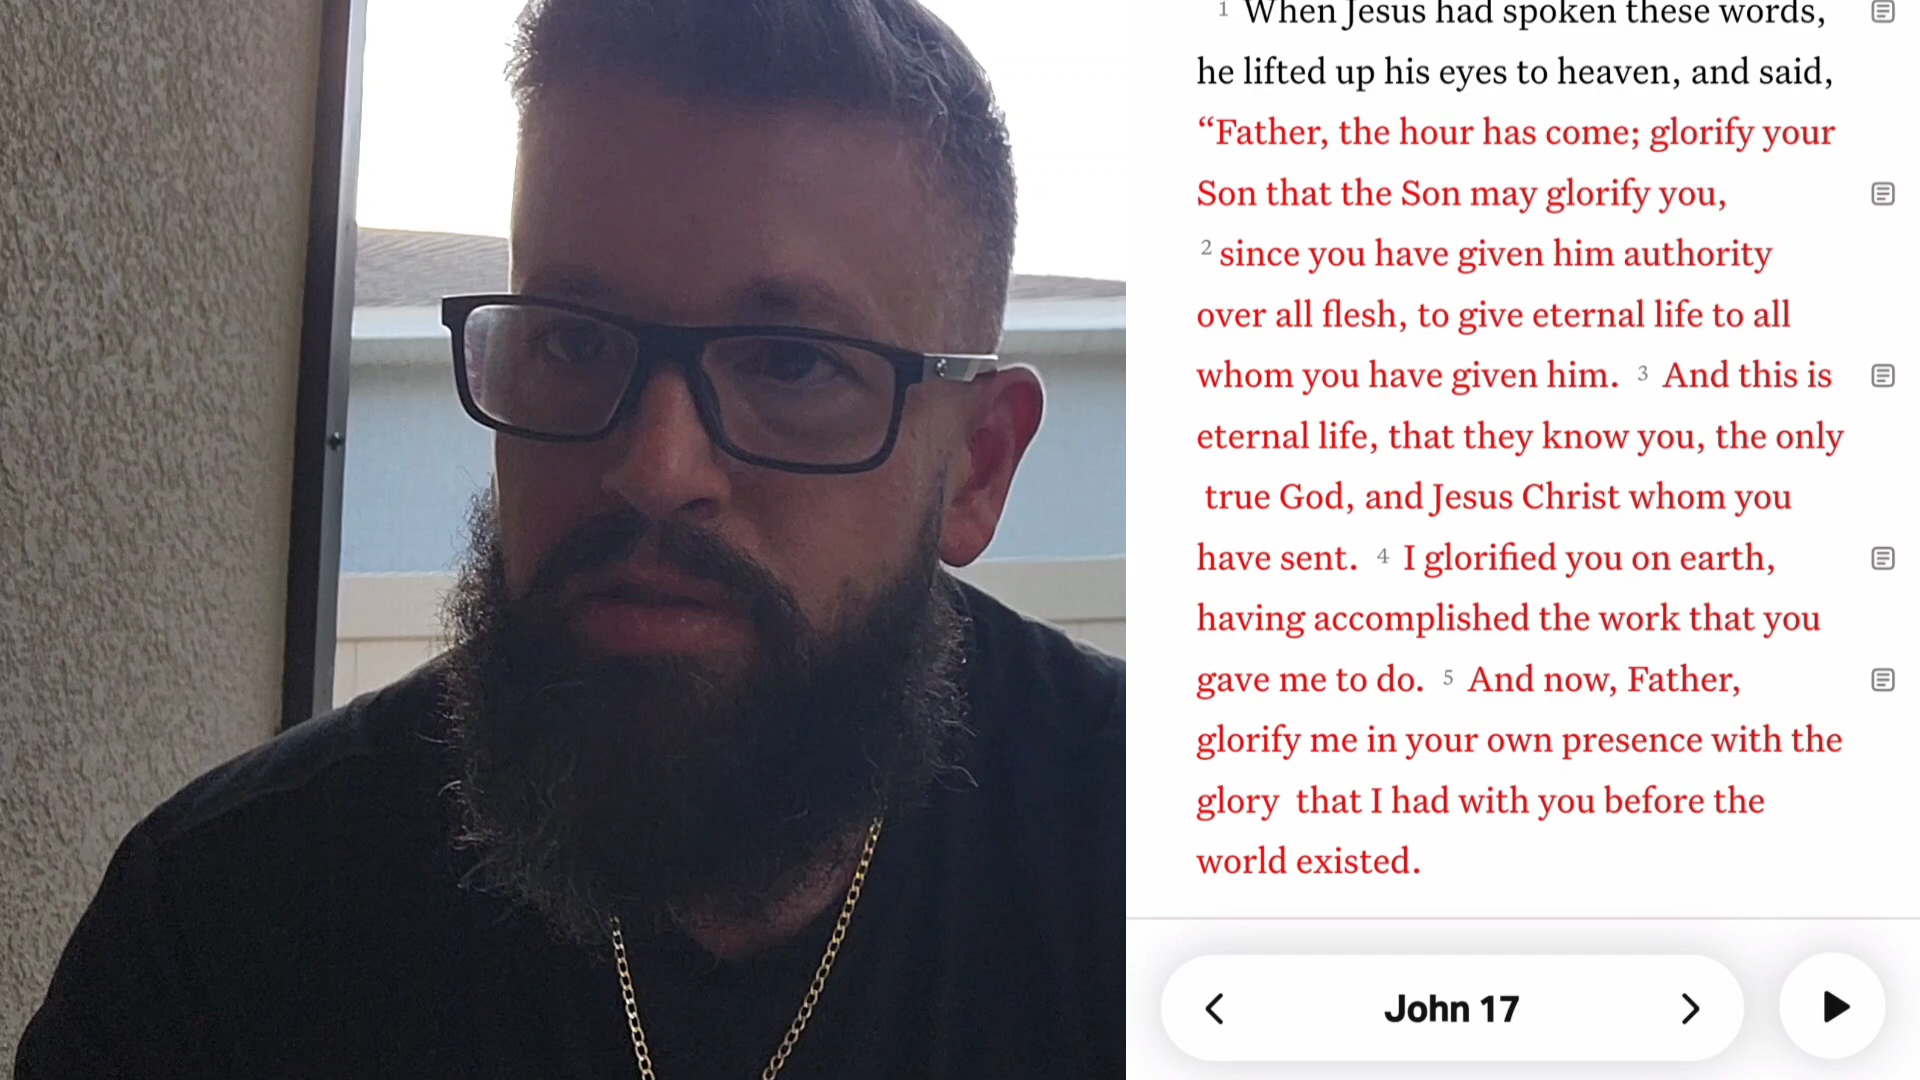 1 When Jesus had spoken these words,
he lifted up his eyes to heaven, and said,
“Father, the hour has come; glorify your
Son that the Son may glorify you,
2 since you have given him authority
over all flesh, to give eternal life to all
whom you have given him. 3 And this is
eternal life, that they know you, the only
true God, and Jesus Christ whom you
have sent. 4 I glorified you on earth,
having accomplished the work that you
gave me to do. 5 And now, Father,
glorify me in your own presence with the
glory that I had with you before the
world existed.
John 17